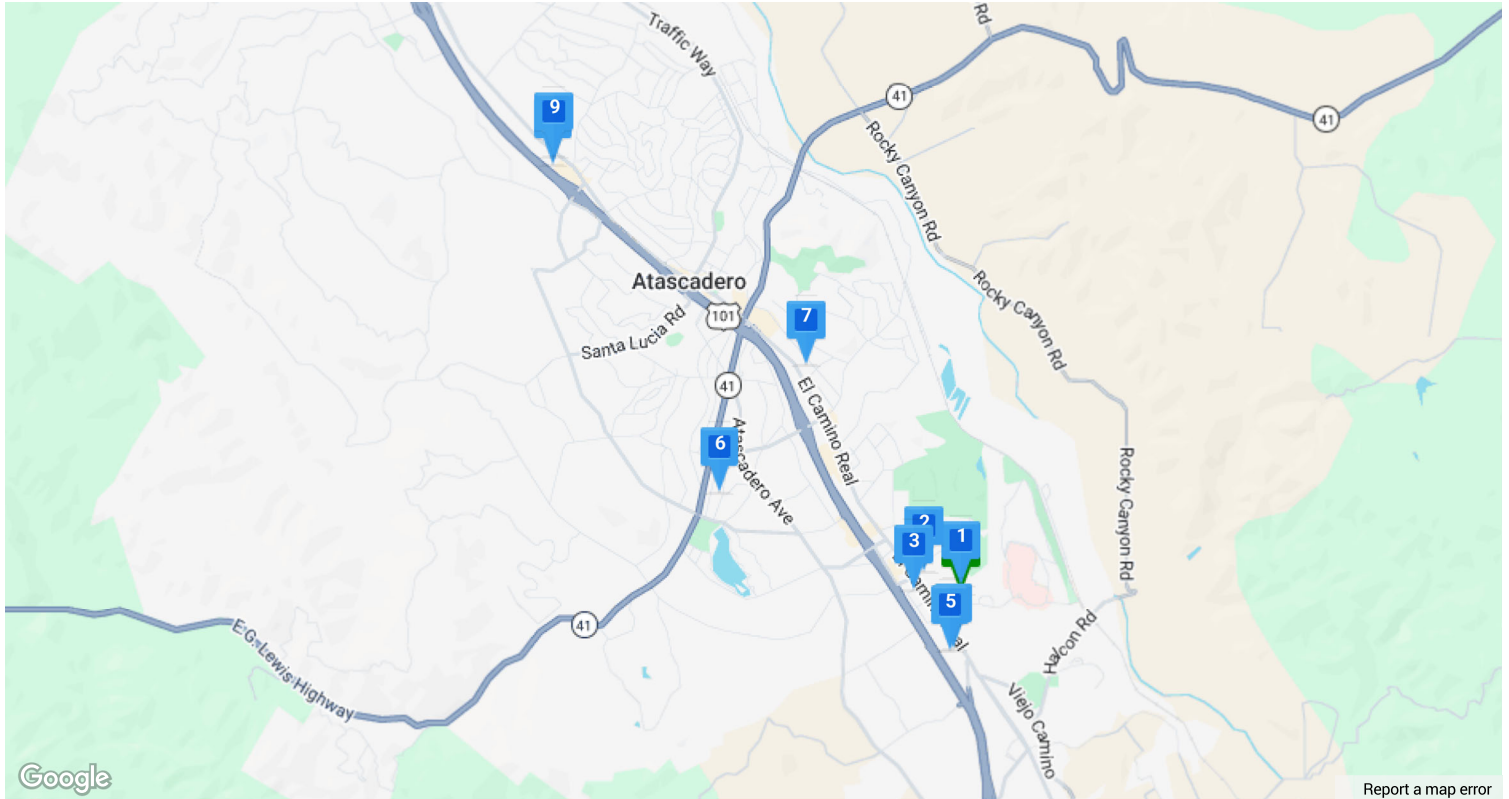 Traffic Way
Rd
41
41
9
Rocky Canyon Rd
Atascadero
Rocky Canyon Rd
101
7
Santa Lucia Rd
41
El Camino Real
6
Atascadero Ave
Rocky Canyon Rd
2
3
1
5
41
E.G. Lewis Highway
Halcon Rd
Viejo Camino
Google
Report a map error